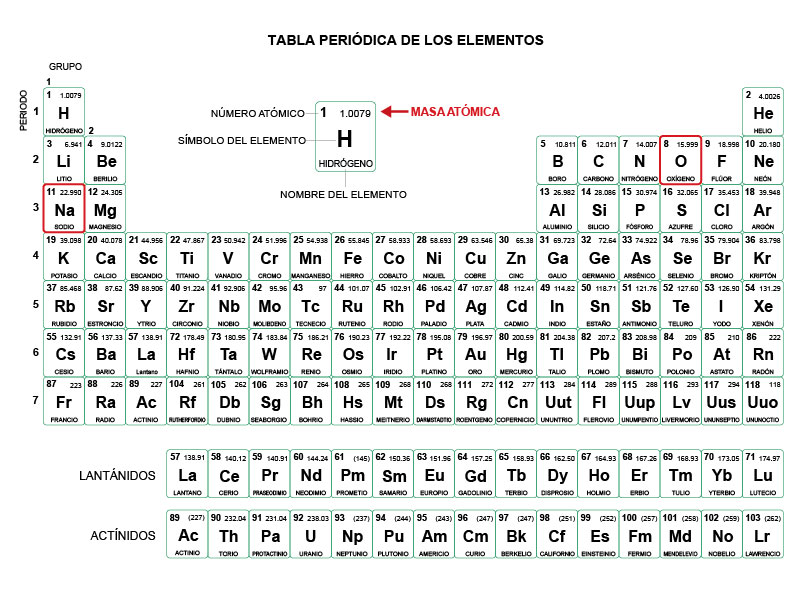 TABLA PERIÓDICA DE LOS ELEMENTOS
GRUPO
PERIODO
1
1 1 1.0079 2 4.0026
H He
HIDRÓGENO HELIO
NÚMERO ATÓMICO 1 1.0079 MASA ATÓMICA
SÍMBOLO DEL ELEMENTO H
HIDRÓGENO
NOMBRE DEL ELEMENTO
2
2 3 6.941 4 9.0122 5 10.811 6 12.011 7 14.007 8 15.999 9 18.998 10 20.180
Li Be B C N O F Ne
LITIO BERILIO BORO CARBONO NITRÓGENO OXÍGENO FLÚOR NEÓN
3 11 22.990 12 24.305 13 26.982 14 28.086 15 30.974 16 32.065 17 35.453 18 39.948
Na Mg Al Si P S Cl Ar
SODIO MAGNESIO ALUMINIO SILICIO FÓSFORO AZUFRE CLORO ARGÓN
4 19 39.098 20 40.078 21 44.956 22 47.867 23 50.942 24 51.996 25 54.938 26 55.845 27 58.933 28 58.693 29 63.546 30 65.38 31 69.723 32 72.64 33 74.922 34 78.96 35 79.904 36 83.798
K Ca Sc Ti V Cr Mn Fe Co Ni Cu Zn Ga Ge As Se Br Kr
POTASIO CALCIO ESCANDIO TITANIO VANADIO CROMO MANGANESO HIERRO COBALTO NIQUEL COBRE ZINC GALIO GERMANIO ARSÉNICO SELENIO BROMO KRIPTÓN
5 37 85.468 38 87.62 39 88.906 40 91.224 41 92.906 42 95.96 43 97 44 101.07 45 102.91 46 106.42 47 107.87 48 112.41 49 114.82 50 118.71 51 121.76 52 127.60 53 126.90 54 131.29
Rb Sr Y Zr Nb Mo Tc Ru Rh Pd Ag Cd In Sn Sb Te I Xe
RUBIDIO ESTRONCIO YTRIO ZIRCONIO NIOBIO MOLIBDENO TECNECIO RUTENIO RODIO PALADIO PLATA CADMIO INDIO ESTAÑO ANTIMONIO TELURO YODO XENÓN
6 55 132.91 56 137.33 57 138.91 72 178.49 73 180.95 74 183.84 75 186.21 76 190.23 77 192.22 78 195.08 79 196.97 80 200.59 81 204.38 82 207.2 83 208.98 84 209 85 210 86 222
Cs Ba La Hf Ta W Re Os Ir Pt Au Hg Tl Pb Bi Po At Rn
CESIO BARIO Lantano HAFNIO TÁNTALO WOLFRAMIO RENIO OSMIO IRIDIO PLATINO ORO MERCURIO TALIO PLOMO BISMUTO POLONIO ASTATO RADÓN
7 87 223 88 226 89 227 104 261 105 262 106 263 107 264 108 265 109 268 110 268 111 272 112 277 113 284 114 289 115 288 116 293 117 294 118 118
Fr Ra Ac Rf Db Sg Bh Hs Mt Ds Rg Cn Uut Fl Uup Lv Uus Uuo
FRANCIO RADIO ACTINIO RUTHERFORDIO DUBNIO SEABORGIO BOHRIO HASSIO MEITNERIO DARMSTADTIO ROENTGENIO COPERNICIO UNUNTRIO FLEROVIO UNUMFENTIO LIVERMORIO UNUNSEPTIO UNUNOCTIO
57 138.91 58 140.12 59 140.91 60 144.24 61 (145) 62 150.36 63 151.96 64 157.25 65 158.93 66 162.50 67 164.93 68 167.26 69 168.93 70 173.05 71 174.97
LANTÁNIDOS La Ce Pr Nd Pm Sm Eu Gd Tb Dy Ho Er Tm Yb Lu
LANTANO CERIO PRASEODIMIO NEODIMIO PROMETIO SAMARIO EUROPIO GADOLINIO TERBIO DISPROSIO HOLMIO ERBIO TULIO YTERBIO LUTECIO
89 (227) 90 232.04 91 231.04 92 238.03 93 (237) 94 (244) 95 (243) 96 (247) 97 (247) 98 (251) 99 (252) 100 (257) 101 (258) 102 (259) 103 (262)
ACTÍNIDOS Ac Th Pa U Np Pu Am Cm Bk Cf Es Fm Md No Lr
ACTINIO TORIO PROTACTINIO URANIO NEPTUNIO PLUTONIO AMERICIO CURIO BERKELIO CALIFORNIO EINSTEINIO FERMIO MENDELEVIO NOBELIO LAWRENCIO